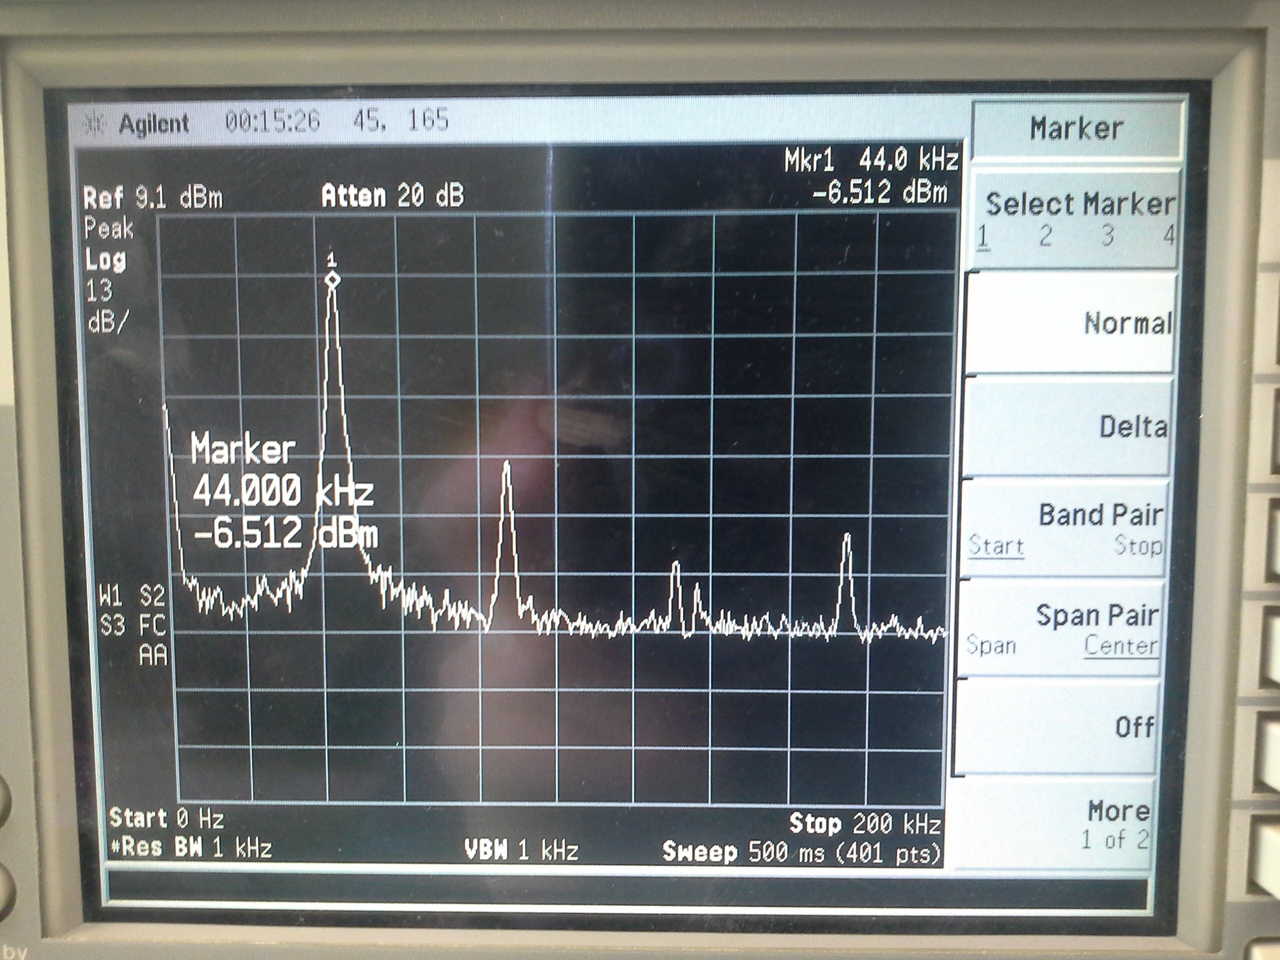 Agilent 00:15:26 45, 165
Mkr1 44.0 kHz
Ref 9.1 dBm Atten 20 dB -6.512 dBm
Peak
Log
13
dB/
1
Marker
44.000 kHz
-6.512 dBm
W1 S2
S3 FC
AA
Start 0 Hz Stop 200 kHz
*Res BW 1 kHz VBW 1 kHz Sweep 500 ms (401 pts)
Marker
Select Marker
1 2 3 4
Normal
Delta
Band Pair
Start Stop
Span Pair
Span Center
Off
More
1 of 2
by